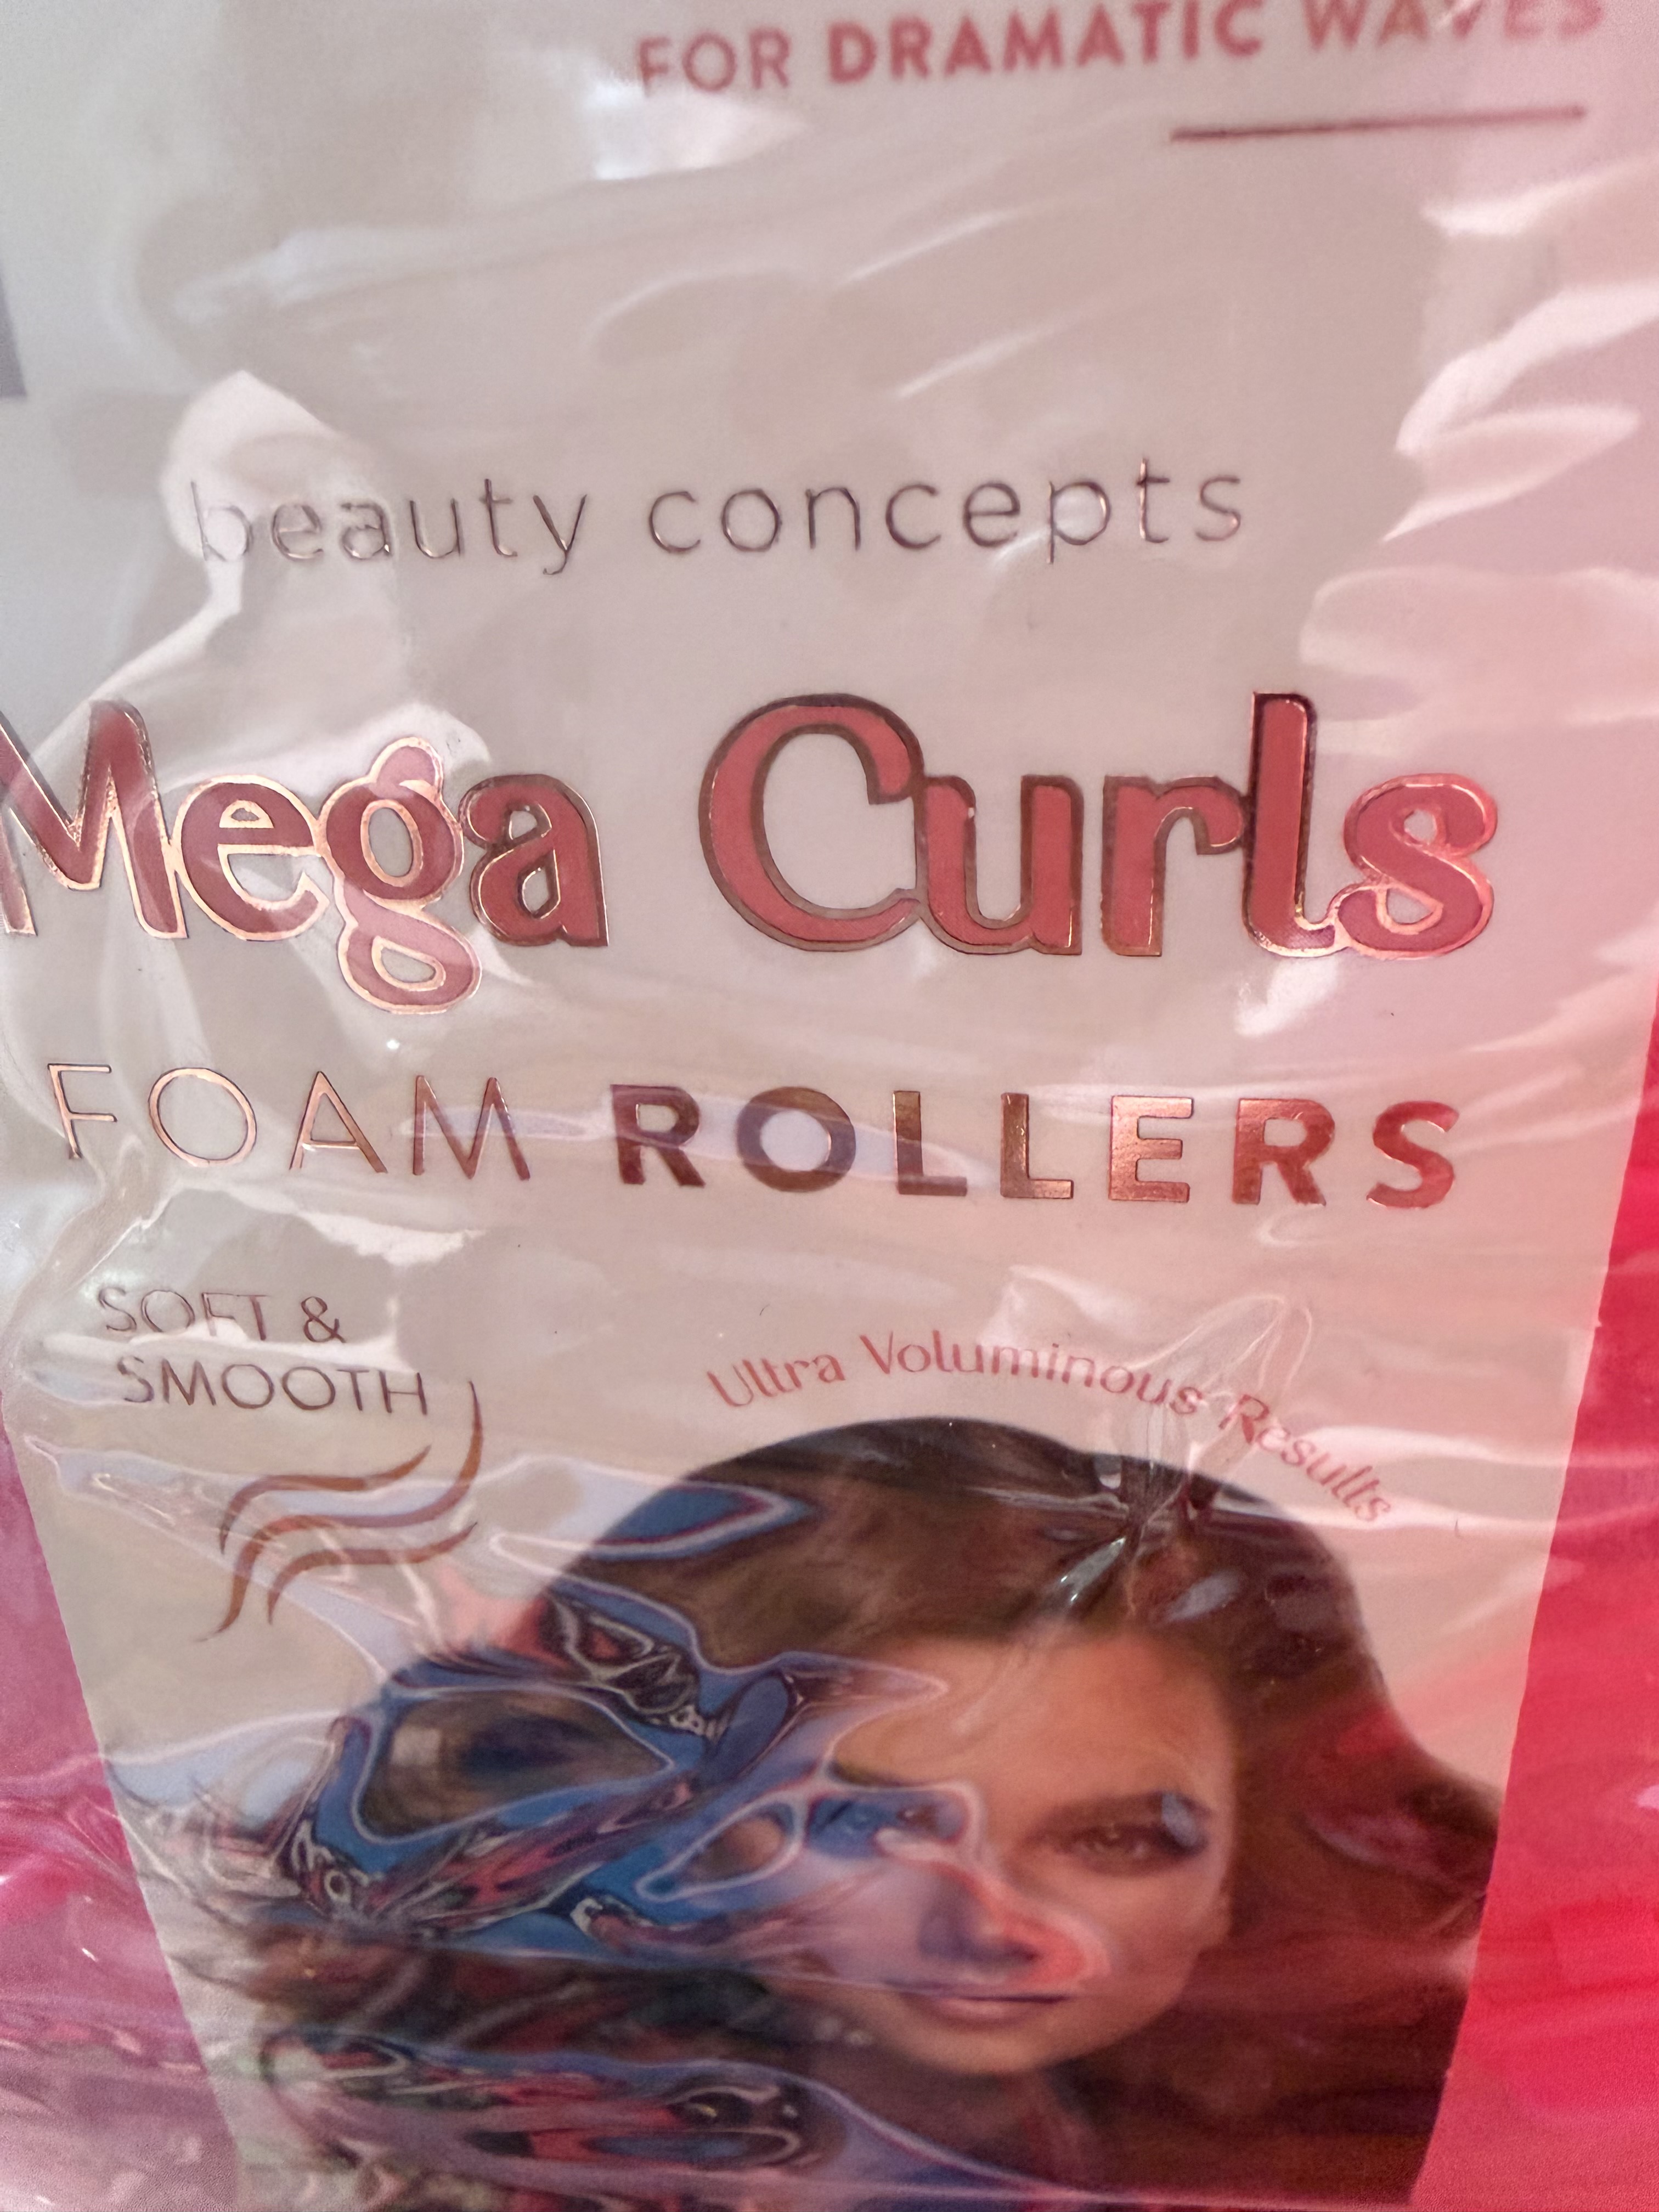 FOR DRAMATIC WAVES
beauty concepts
Mega Curls
FOAM ROLLERS
SOFT &
SMOOTH
Ultra Voluminous Results